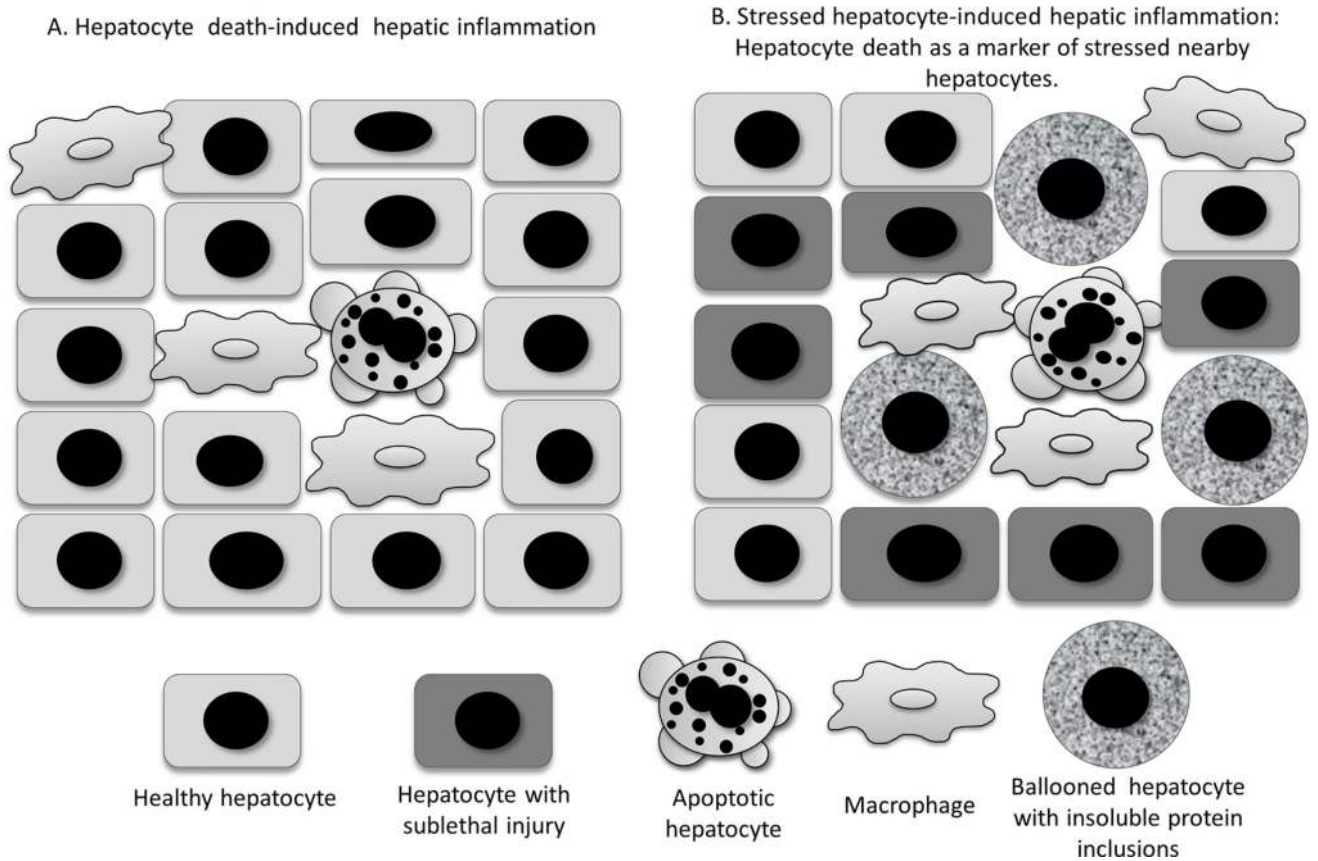 A. Hepatocyte death-induced hepatic inflammation
B. Stressed hepatocyte-induced hepatic inflammation:
Hepatocyte death as a marker of stressed nearby
hepatocytes.
Healthy hepatocyte
Hepatocyte with
sublethal injury
Apoptotic
hepatocyte
Macrophage
Ballooned hepatocyte
with insoluble protein
inclusions